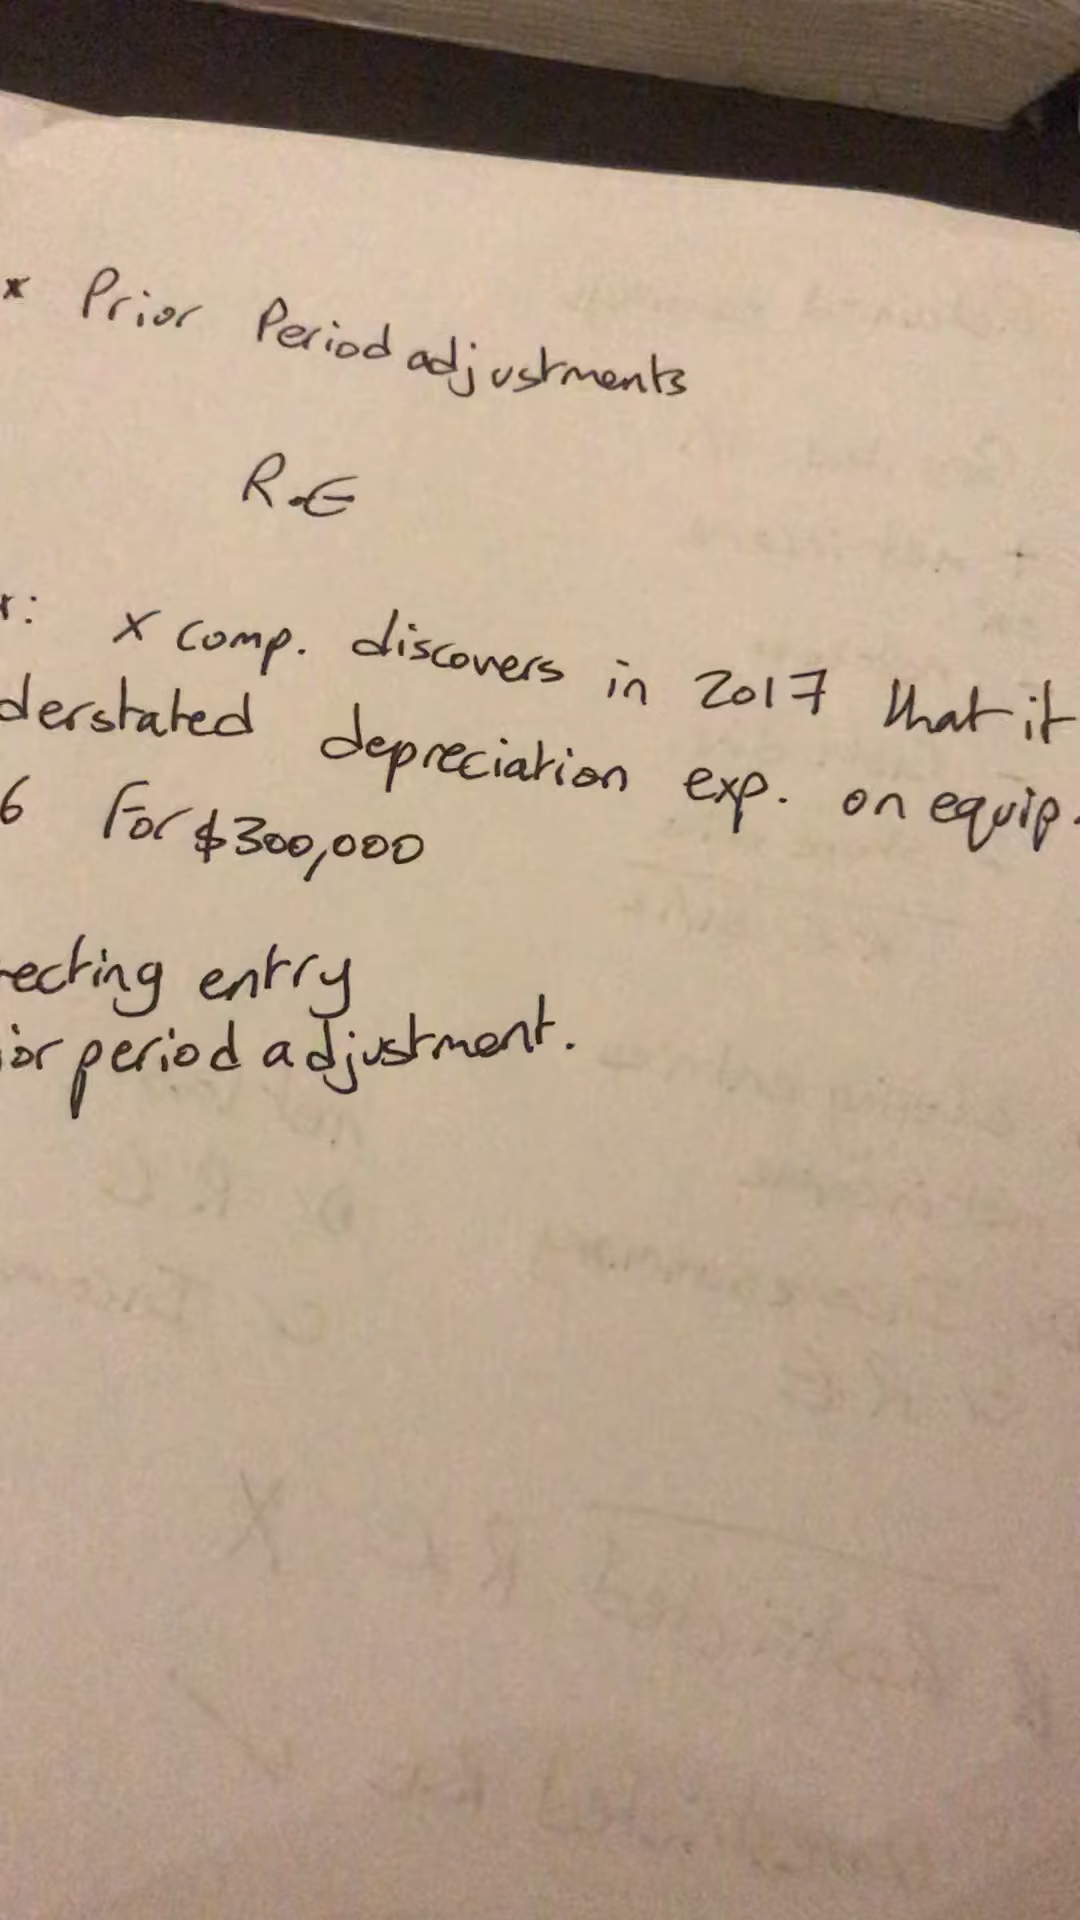 * Prior Period adjustments
R.E
x: X comp. discovers in 2017 that it
derstated depreciation exp. on equip.
6 For $300,000
recting entry
ior period adjustment.